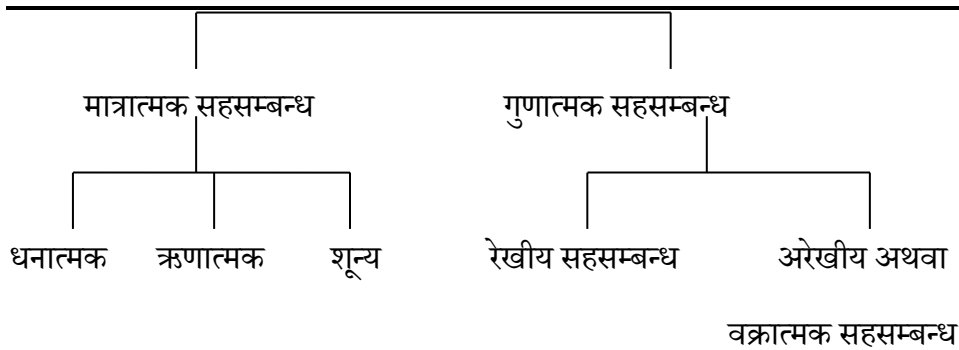 मात्रात्मक सहसम्बन्ध गुणात्मक सहसम्बन्ध
धनात्मक ऋणात्मक शून्य रेखीय सहसम्बन्ध अरेखीय अथवा
वक्रात्मक सहसम्बन्ध